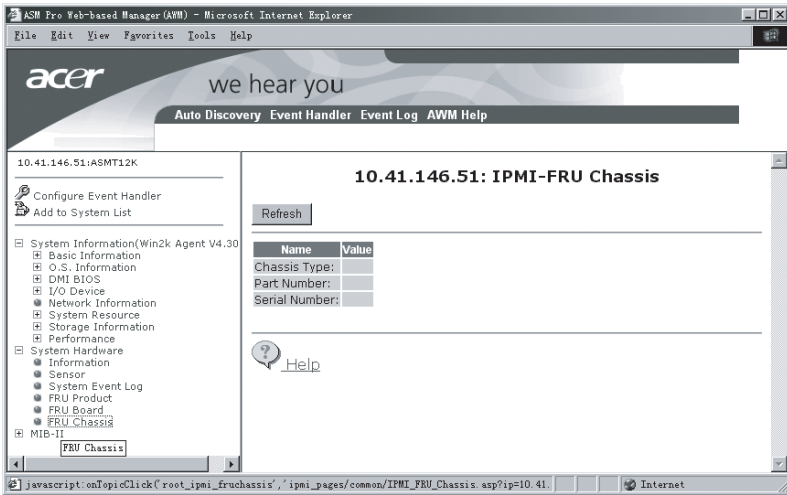 ASM Pro Web-based Manager (AWM) - Microsoft Internet Explorer
File Edit View Favorites Tools Help
acer
we hear you
Auto Discovery Event Handler Event Log AWM Help
10.41.146.51:ASMT12K
Configure Event Handler
Add to System List
System Information(Win2k Agent V4.30
Basic Information
O.S. Information
DMI BIOS
I/O Device
Network Information
System Resource
Storage Information
Performance
System Hardware
Information
Sensor
System Event Log
FRU Product
FRU Board
FRU Chassis
MIB-II
FRU Chassis
10.41.146.51: IPMI-FRU Chassis
Refresh
Name Value
Chassis Type:
Part Number:
Serial Number:
? Help
javascript:onTopicClick('root_ipmi_fruchassis','ipmi_pages/common/IPMI_FRU_Chassis.asp?ip=10.41.
Internet